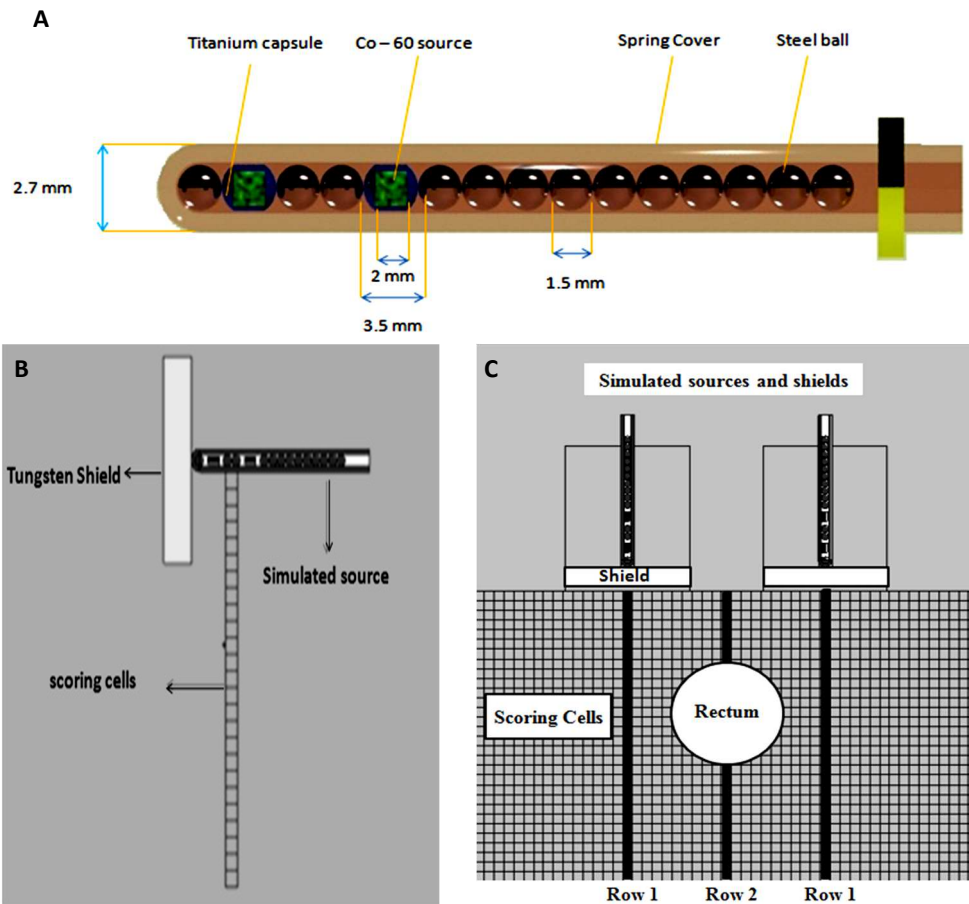 A
Titanium capsule
Co – 60 source
Spring Cover
Steel ball
2.7 mm
2 mm
1.5 mm
3.5 mm
B
Tungsten Shield
Simulated source
scoring cells
C
Simulated sources and shields
Shield
Scoring Cells
Rectum
Row 1 Row 2 Row 1